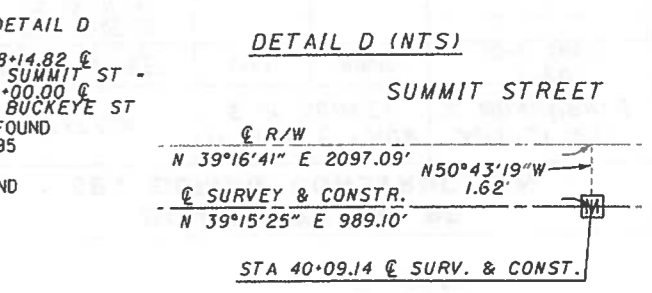 DETAIL D
8+14.82 ℄
SUMMIT ST -
+00.00 ℄
BUCKEYE ST
FOUND
95
ND
DETAIL D (NTS)
SUMMIT STREET
℄ R/W
N 39°16'41" E 2097.09'
N50°43'19"W
1.62'
℄ SURVEY & CONSTR.
N 39°15'25" E 989.10'
STA 40+09.14 ℄ SURV. & CONST.